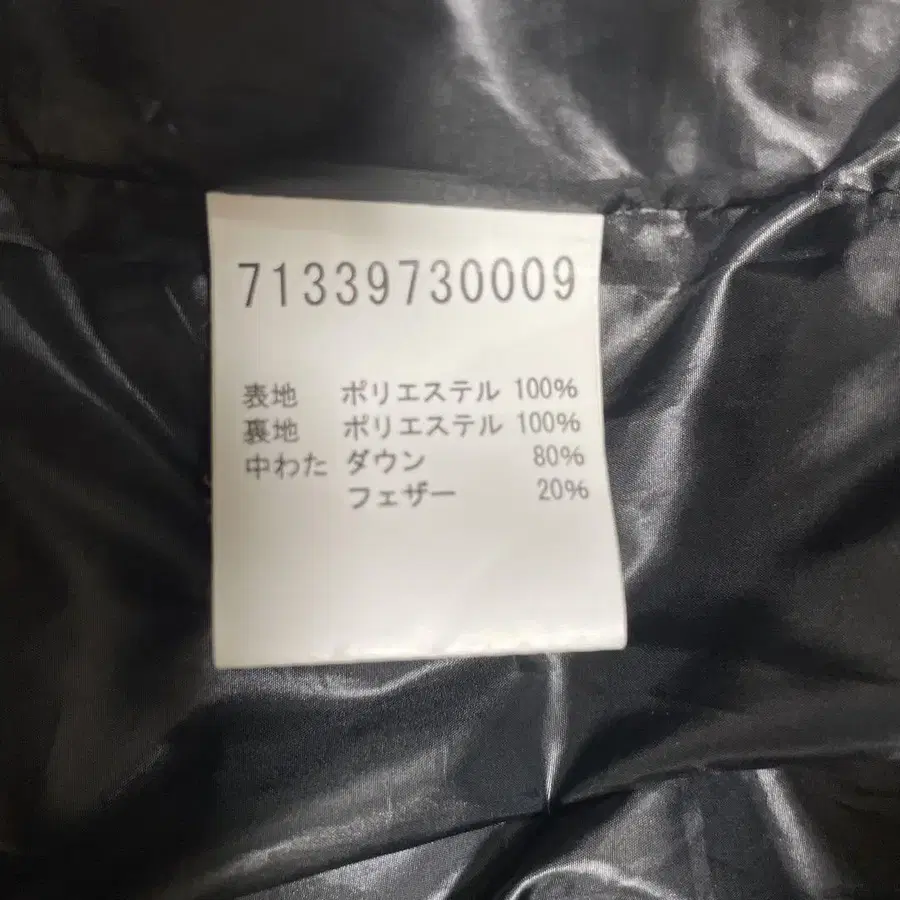 71339730009
表地 ポリエステル 100%
裏地 ポリエステル 100%
中わた ダウン 80%
フェザー 20%